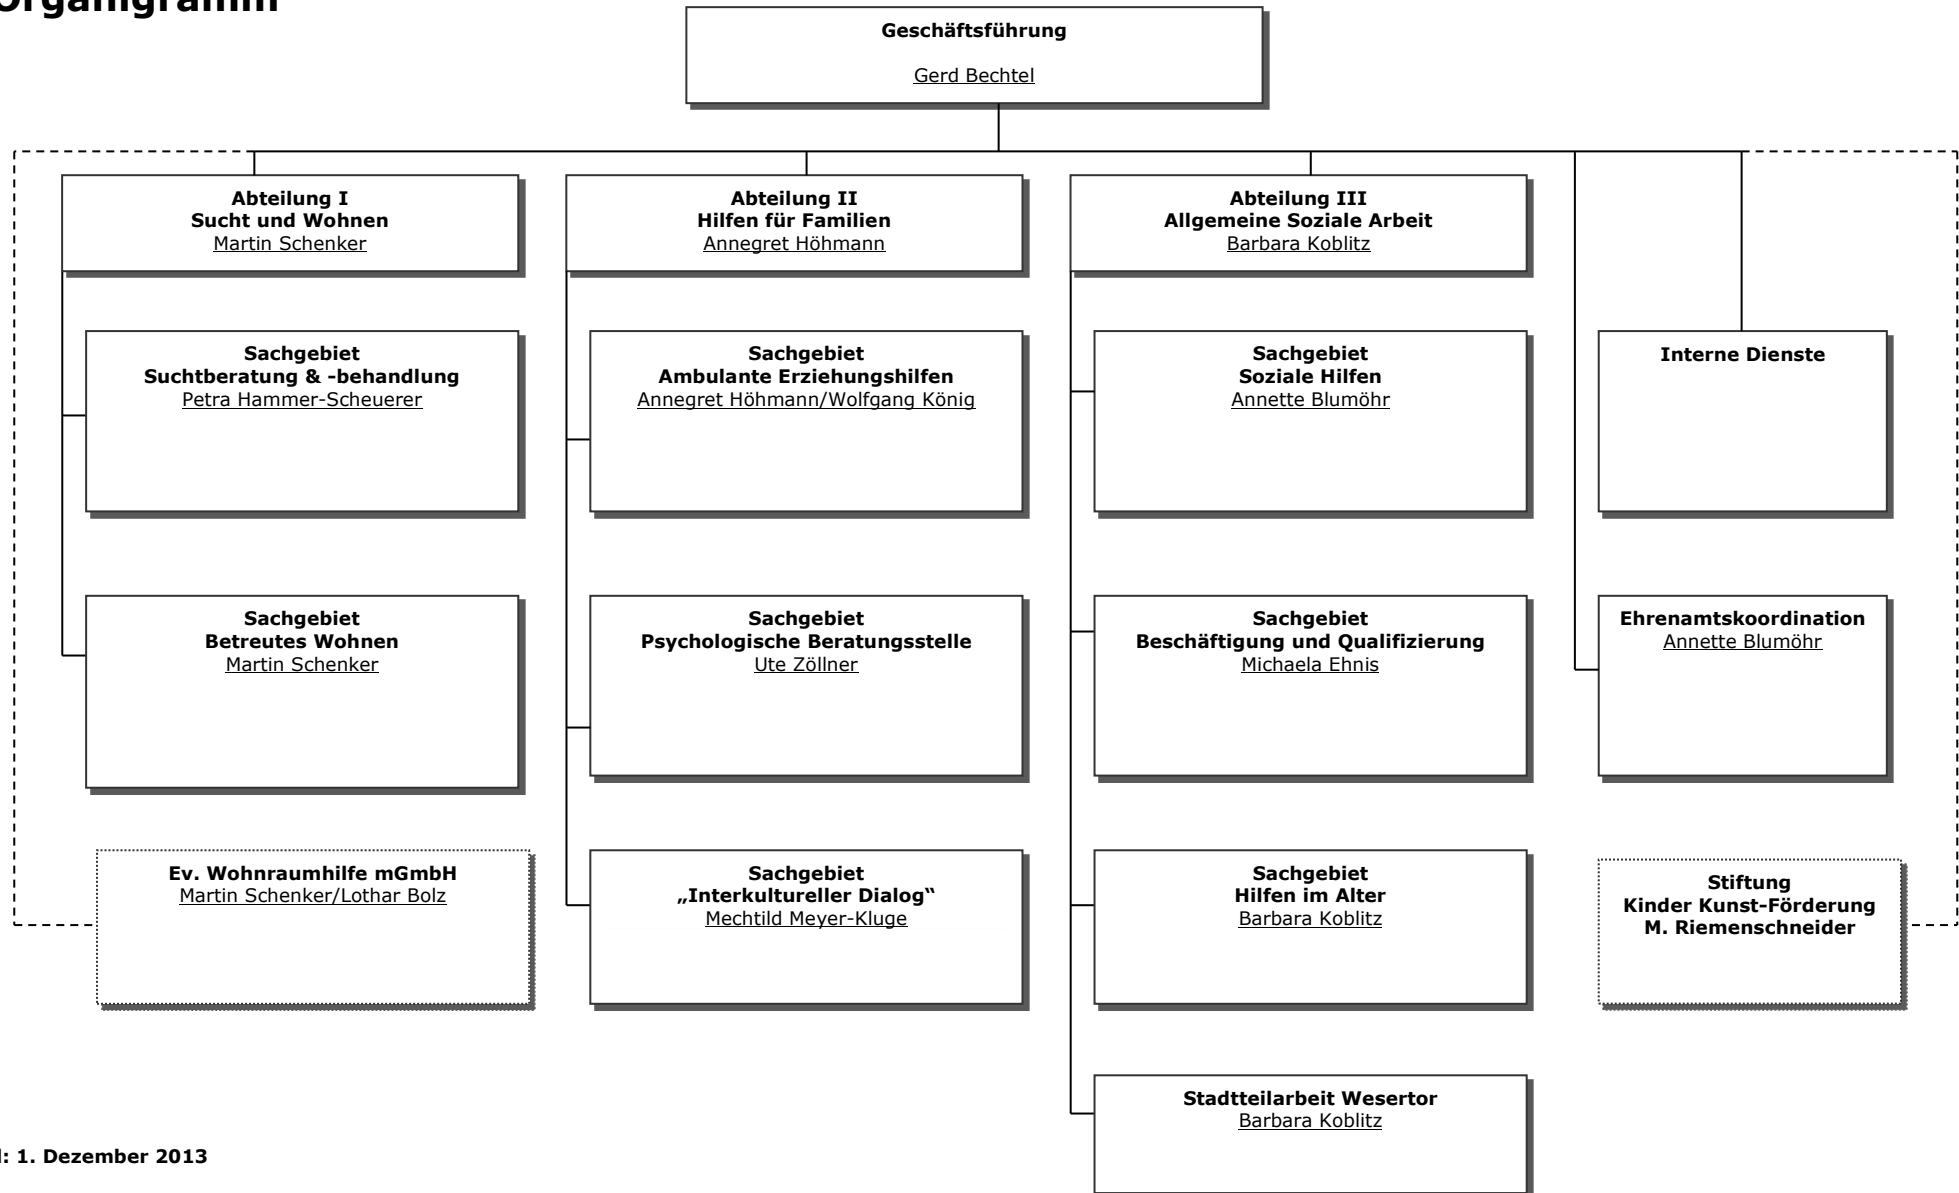 Organigramm
Geschäftsführung
Gerd Bechtel
Abteilung I
Sucht und Wohnen
Martin Schenker
Abteilung II
Hilfen für Familien
Annegret Höhmann
Abteilung III
Allgemeine Soziale Arbeit
Barbara Koblitz
Sachgebiet
Suchtberatung & -behandlung
Petra Hammer-Scheuerer
Sachgebiet
Ambulante Erziehungshilfen
Annegret Höhmann/Wolfgang König
Sachgebiet
Soziale Hilfen
Annette Blumöhr
Interne Dienste
Sachgebiet
Betreutes Wohnen
Martin Schenker
Sachgebiet
Psychologische Beratungsstelle
Ute Zöllner
Sachgebiet
Beschäftigung und Qualifizierung
Michaela Ehnis
Ehrenamtskoordination
Annette Blumöhr
Ev. Wohnraumhilfe mGmbH
Martin Schenker/Lothar Bolz
Sachgebiet
„Interkultureller Dialog“
Mechtild Meyer-Kluge
Sachgebiet
Hilfen im Alter
Barbara Koblitz
Stiftung
Kinder Kunst-Förderung
M. Riemenschneider
Stadtteilarbeit Wesertor
Barbara Koblitz
: 1. Dezember 2013